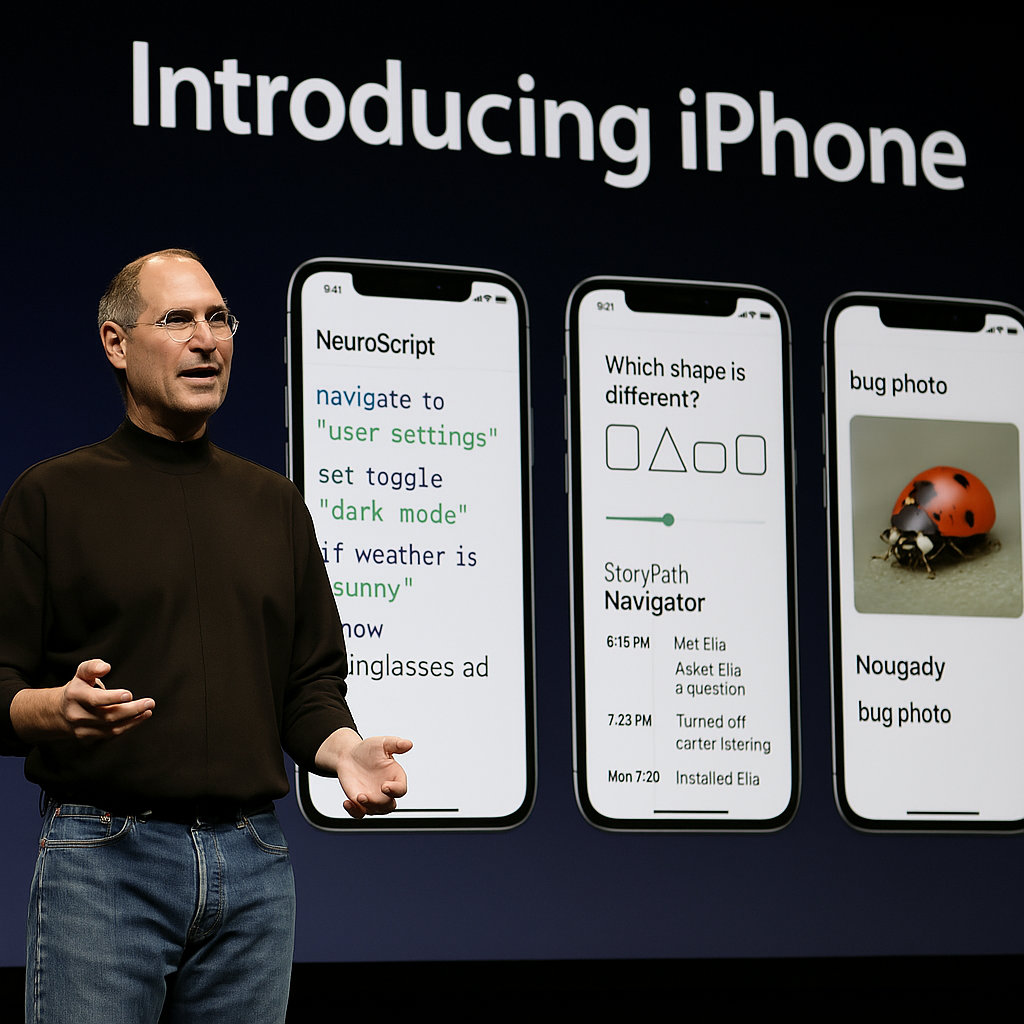 Introducing iPhone
9:41
NeuroScript
navigate to
"user settings"
set toggle
"dark mode"
if weather is
sunny"
now
inglasses ad
9:21
Which shape is
different?
StoryPath
Navigator
6:15 PM Met Elia
Asket Elia
a question
7.23 PM Turned off
carter Istering
Mon 7:20 Installed Elia
bug photo
Nougady
bug photo